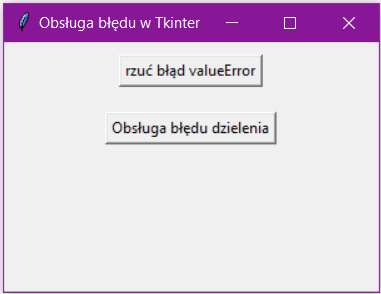 Obsługa błędu w Tkinter
rzuć błąd valueError
Obsługa błędu dzielenia